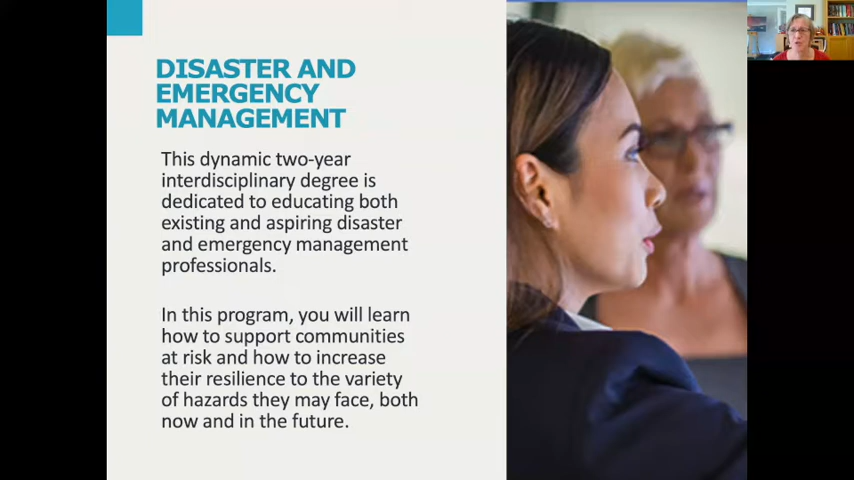 DISASTER AND
EMERGENCY
MANAGEMENT
This dynamic two-year
interdisciplinary degree is
dedicated to educating both
existing and aspiring disaster
and emergency management
professionals.
In this program, you will learn
how to support communities
at risk and how to increase
their resilience to the variety
of hazards they may face, both
now and in the future.